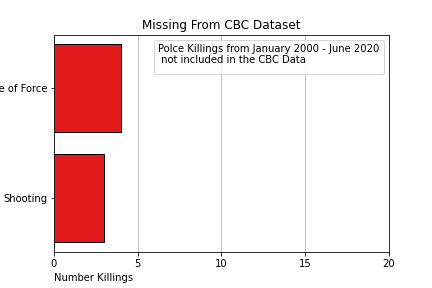 Missing From CBC Dataset
Polce Killings from January 2000 - June 2020
not included in the CBC Data
e of Force
Shooting
0 5 10 15 20
Number Killings